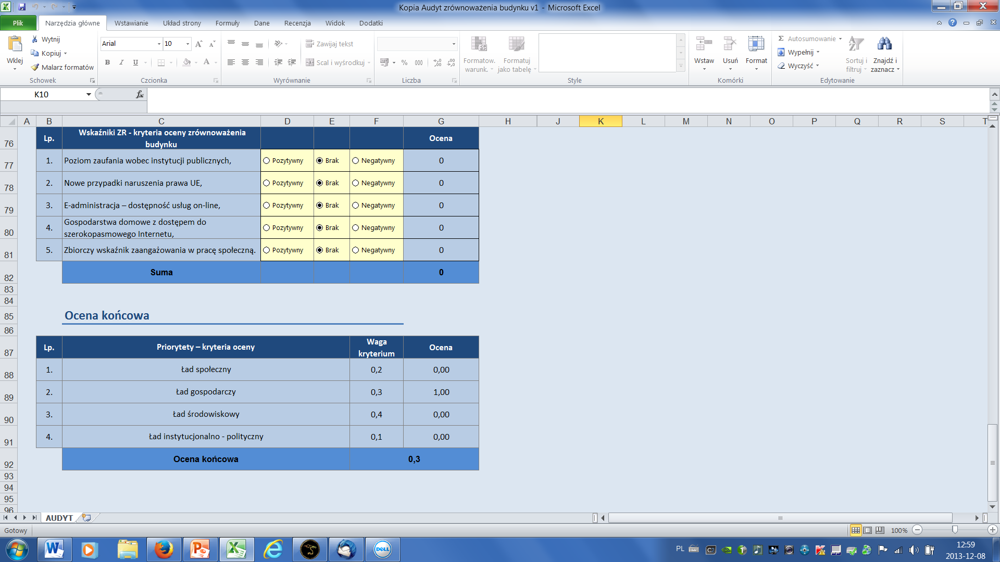 Kopia Audyt zrównoważenia budynku v1 - Microsoft Excel
Plik Narzędzia główne Wstawianie Układ strony Formuły Dane Recenzja Widok Dodatki
Wklej
Wytnij
Kopiuj
Malarz formatów
Schowek
Arial 10
B I U A
Czcionka
Zawijaj tekst
Scal i wyśrodkuj
Wyrównanie
% 000
Liczba
Formatow. warunk.
Formatuj jako tabelę
Style
Wstaw Usuń Format
Komórki
Σ Autosumowanie
Wypełnij
Wyczyść
Sortuj i filtruj
Znajdź i zaznacz
Edytowanie
K10 fx
A B C D E F G H I J K L M N O P Q R S T
76 Lp. Wskaźniki ZR - kryteria oceny zrównoważenia budynku Ocena
77 1. Poziom zaufania wobec instytucji publicznych, Pozytywny Brak Negatywny 0
78 2. Nowe przypadki naruszenia prawa UE, Pozytywny Brak Negatywny 0
79 3. E-administracja – dostępność usług on-line, Pozytywny Brak Negatywny 0
80 4. Gospodarstwa domowe z dostępem do szerokopasmowego Internetu, Pozytywny Brak Negatywny 0
81 5. Zbiorczy wskaźnik zaangażowania w pracę społeczną. Pozytywny Brak Negatywny 0
82 Suma 0
83
84
85 Ocena końcowa
86
87 Lp. Priorytety – kryteria oceny Waga kryterium Ocena
88 1. Ład społeczny 0,2 0,00
89 2. Ład gospodarczy 0,3 1,00
90 3. Ład środowiskowy 0,4 0,00
91 4. Ład instytucjonalno - polityczny 0,1 0,00
92 Ocena końcowa 0,3
93
94
95
96
AUDYT
Gotowy 100%
PL 12:59
2013-12-08